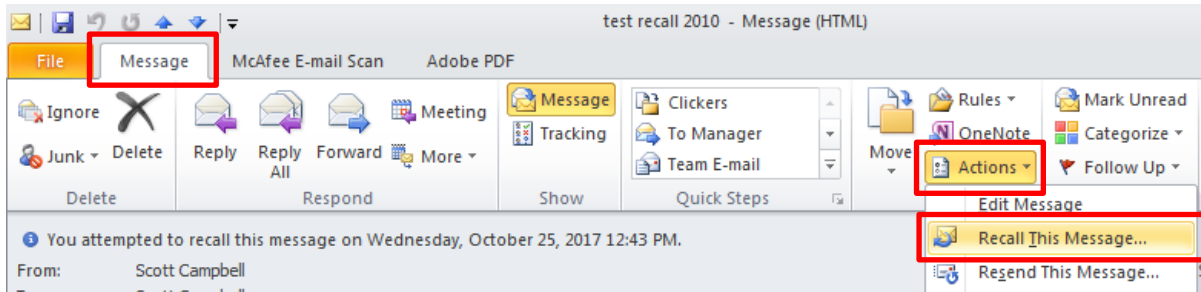 test recall 2010 - Message (HTML)
File Message McAfee E-mail Scan Adobe PDF
Ignore
Junk
Delete
Reply
Reply
All
Forward
Meeting
More
Message
Tracking
Clickers
To Manager
Team E-mail
Move
Rules
OneNote
Actions
Mark Unread
Categorize
Follow Up
Delete Respond Show Quick Steps
Edit Message
Recall This Message...
Resend This Message...
You attempted to recall this message on Wednesday, October 25, 2017 12:43 PM.
From: Scott Campbell